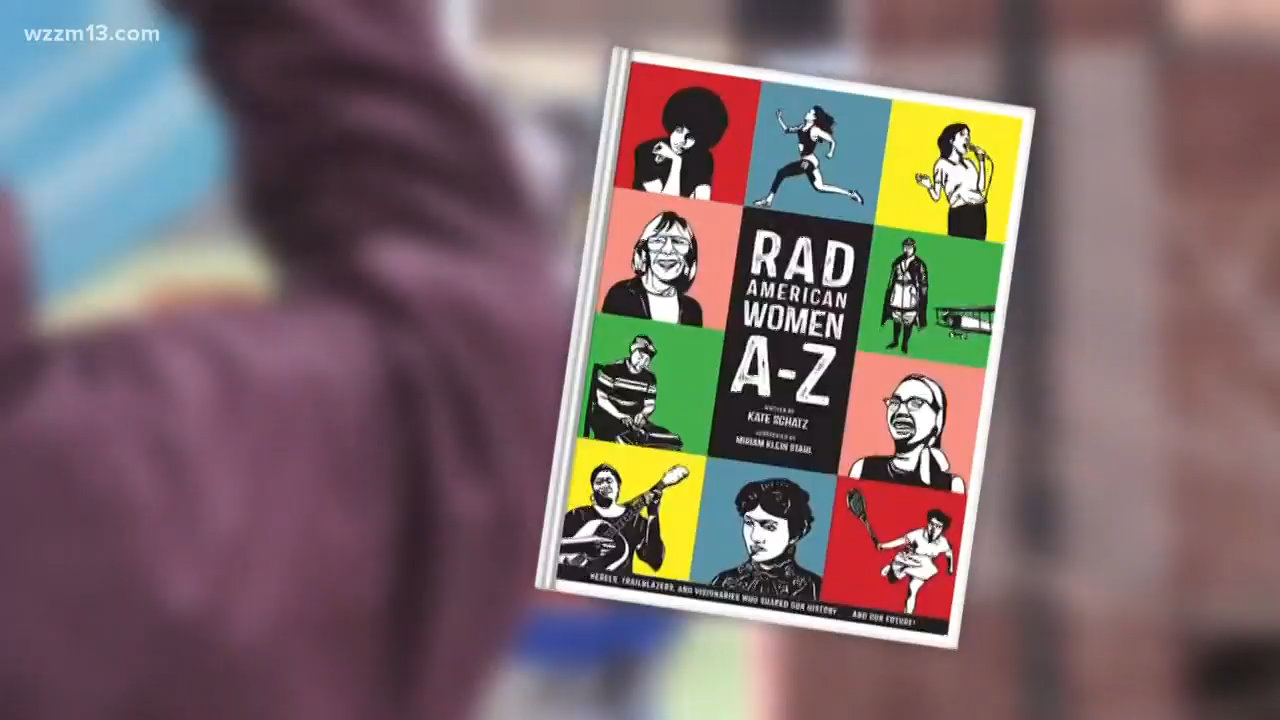 wzzm13.com
RAD
AMERICAN
WOMEN
A-Z
WRITTEN BY
KATE SCHATZ
ILLUSTRATED BY
MIRIAM KLEIN STAHL
HEROES, TRAILBLAZERS, AND VISIONARIES WHO SHAPED OUR HISTORY . . . AND OUR FUTURE!